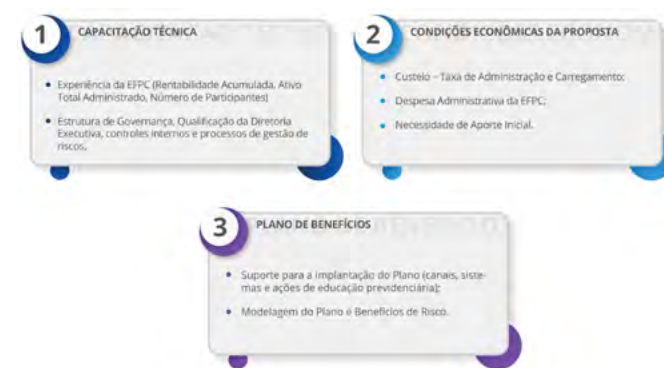 1
CAPACITAÇÃO TÉCNICA
• Experiência da EFPC (Rentabilidade Acumulada, Ativo
Total Administrado, Número de Participantes)
• Estrutura de Governança, Qualificação da Diretoria
Executiva, controles internos e processos de gestão de
riscos.
2
CONDIÇÕES ECONÔMICAS DA PROPOSTA
• Custeio – Taxa de Administração e Carregamento;
• Despesa Administrativa da EFPC;
• Necessidade de Aporte Inicial.
3
PLANO DE BENEFÍCIOS
• Suporte para a Implantação do Plano (canais, siste-
mas e ações de educação previdenciária);
• Modelagem do Plano e Benefícios de Risco.